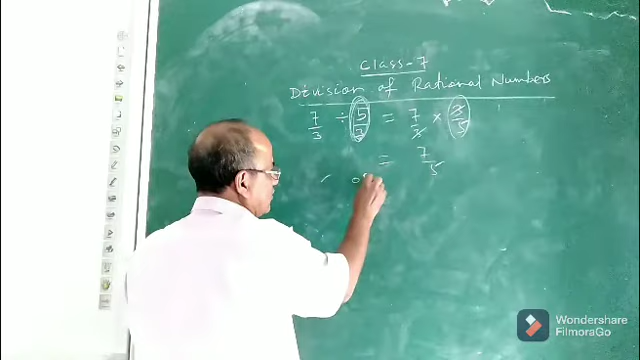 Class-7
Division of Rational Numbers
7/3 ÷ 5/3 = 7/3 × 3/5
= 7/5
Wondershare
FilmoraGo